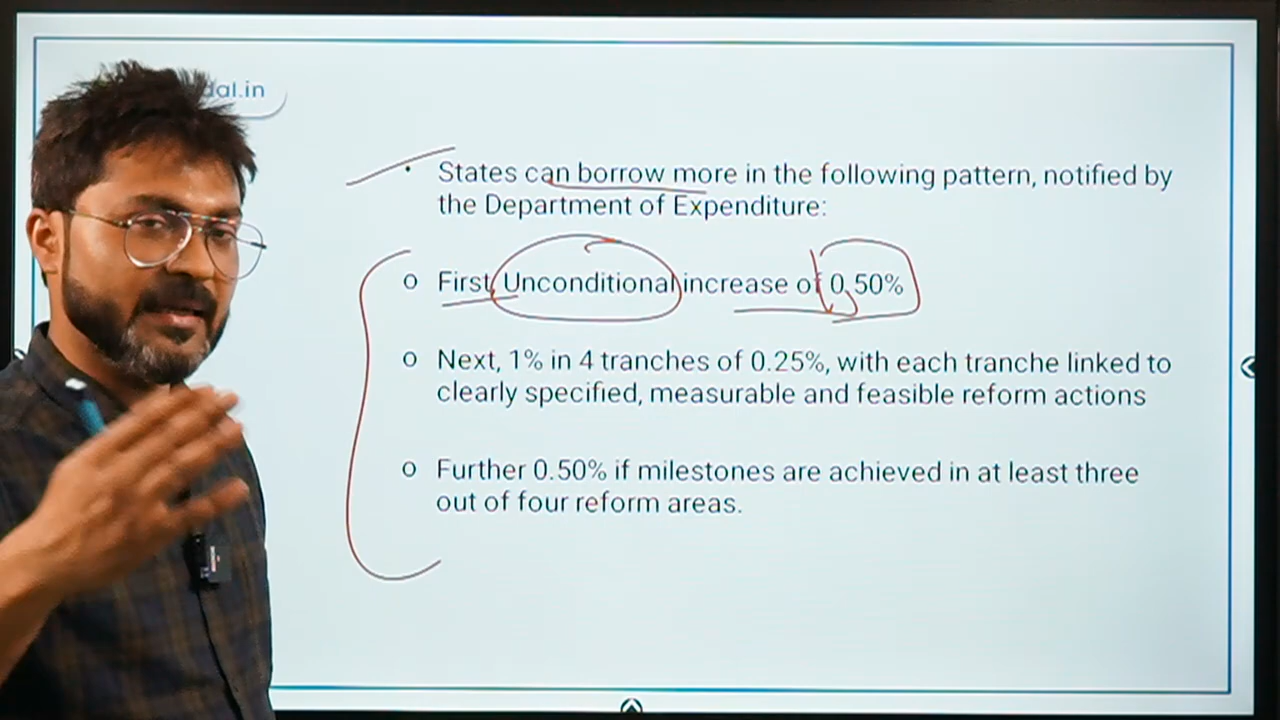 dal.in
• States can borrow more in the following pattern, notified by
the Department of Expenditure:
o First, Unconditional increase of 0.50%
o Next, 1% in 4 tranches of 0.25%, with each tranche linked to
clearly specified, measurable and feasible reform actions
o Further 0.50% if milestones are achieved in at least three
out of four reform areas.